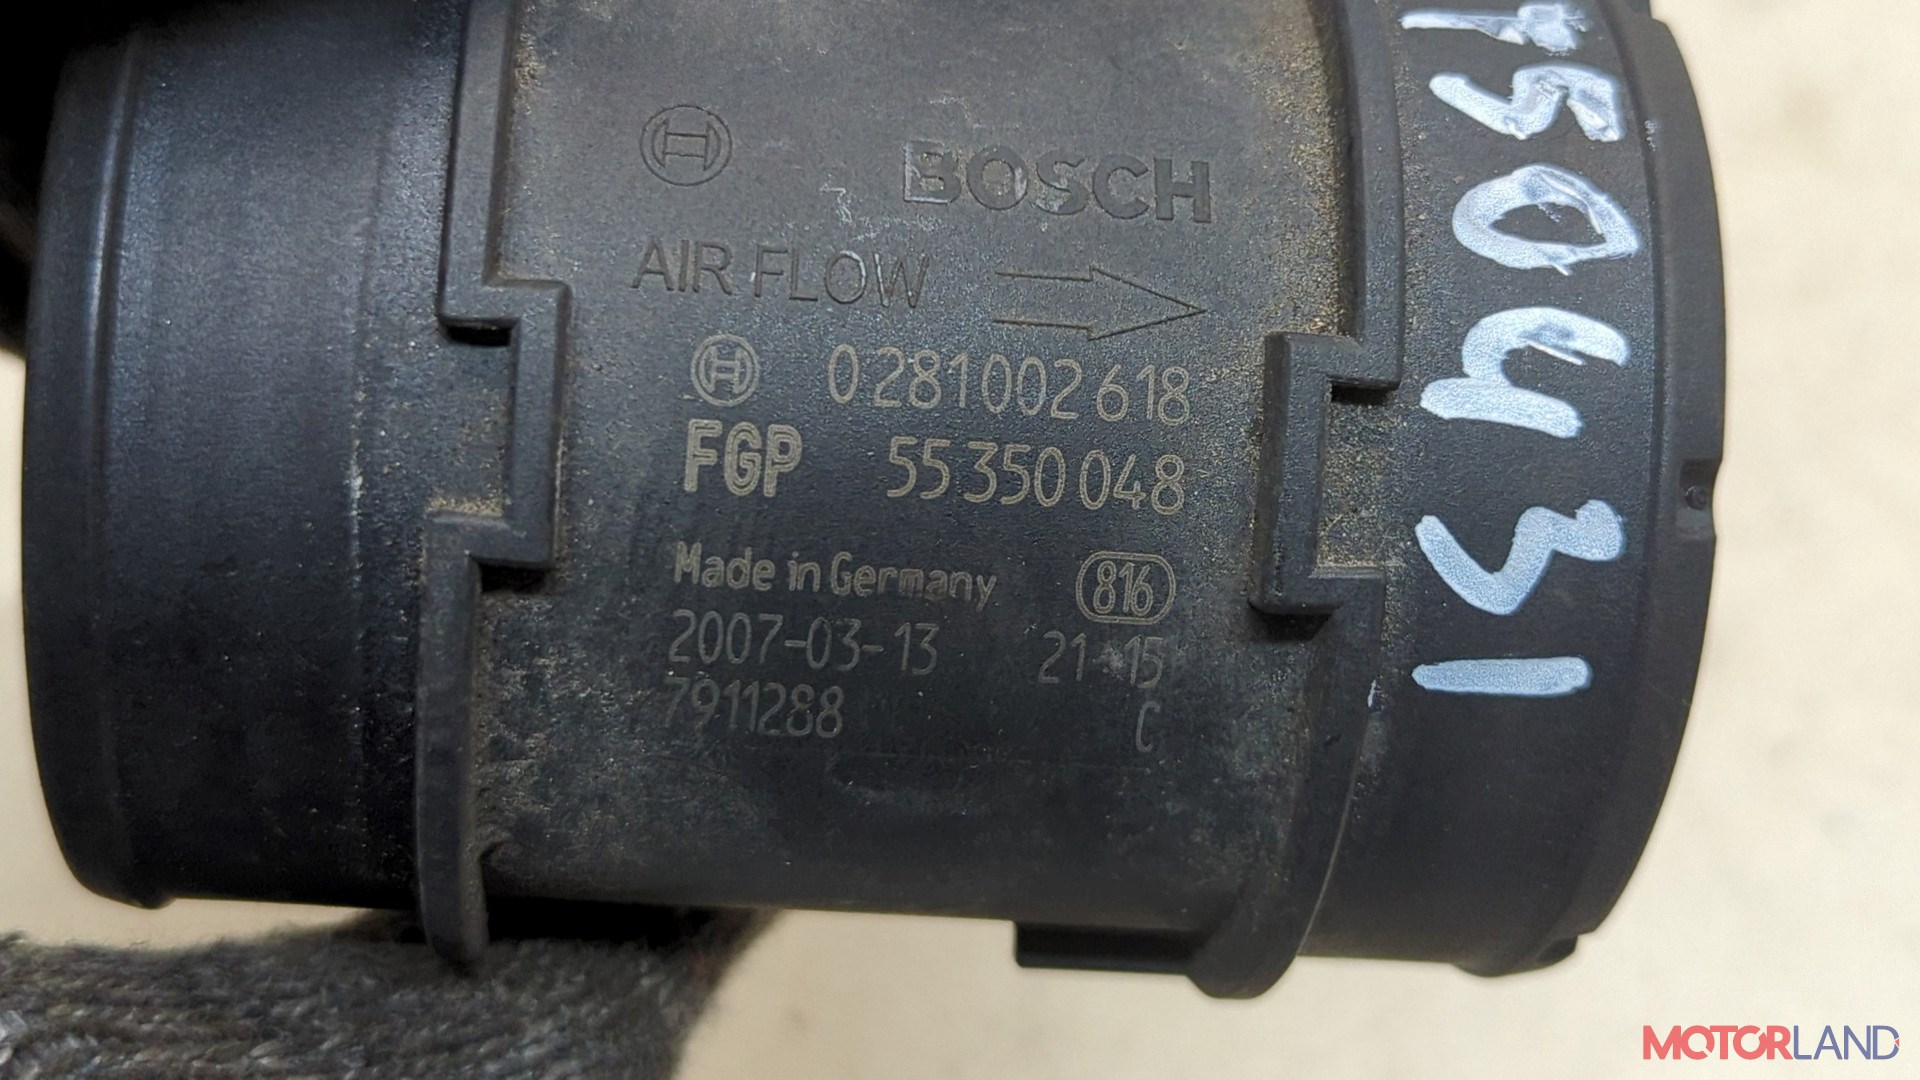 BOSCH
AIR FLOW
0 281 002 618
FGP 55 350 048
Made in Germany 816
2007-03-13 21 15
7911288 C
50431
MOTORLAND